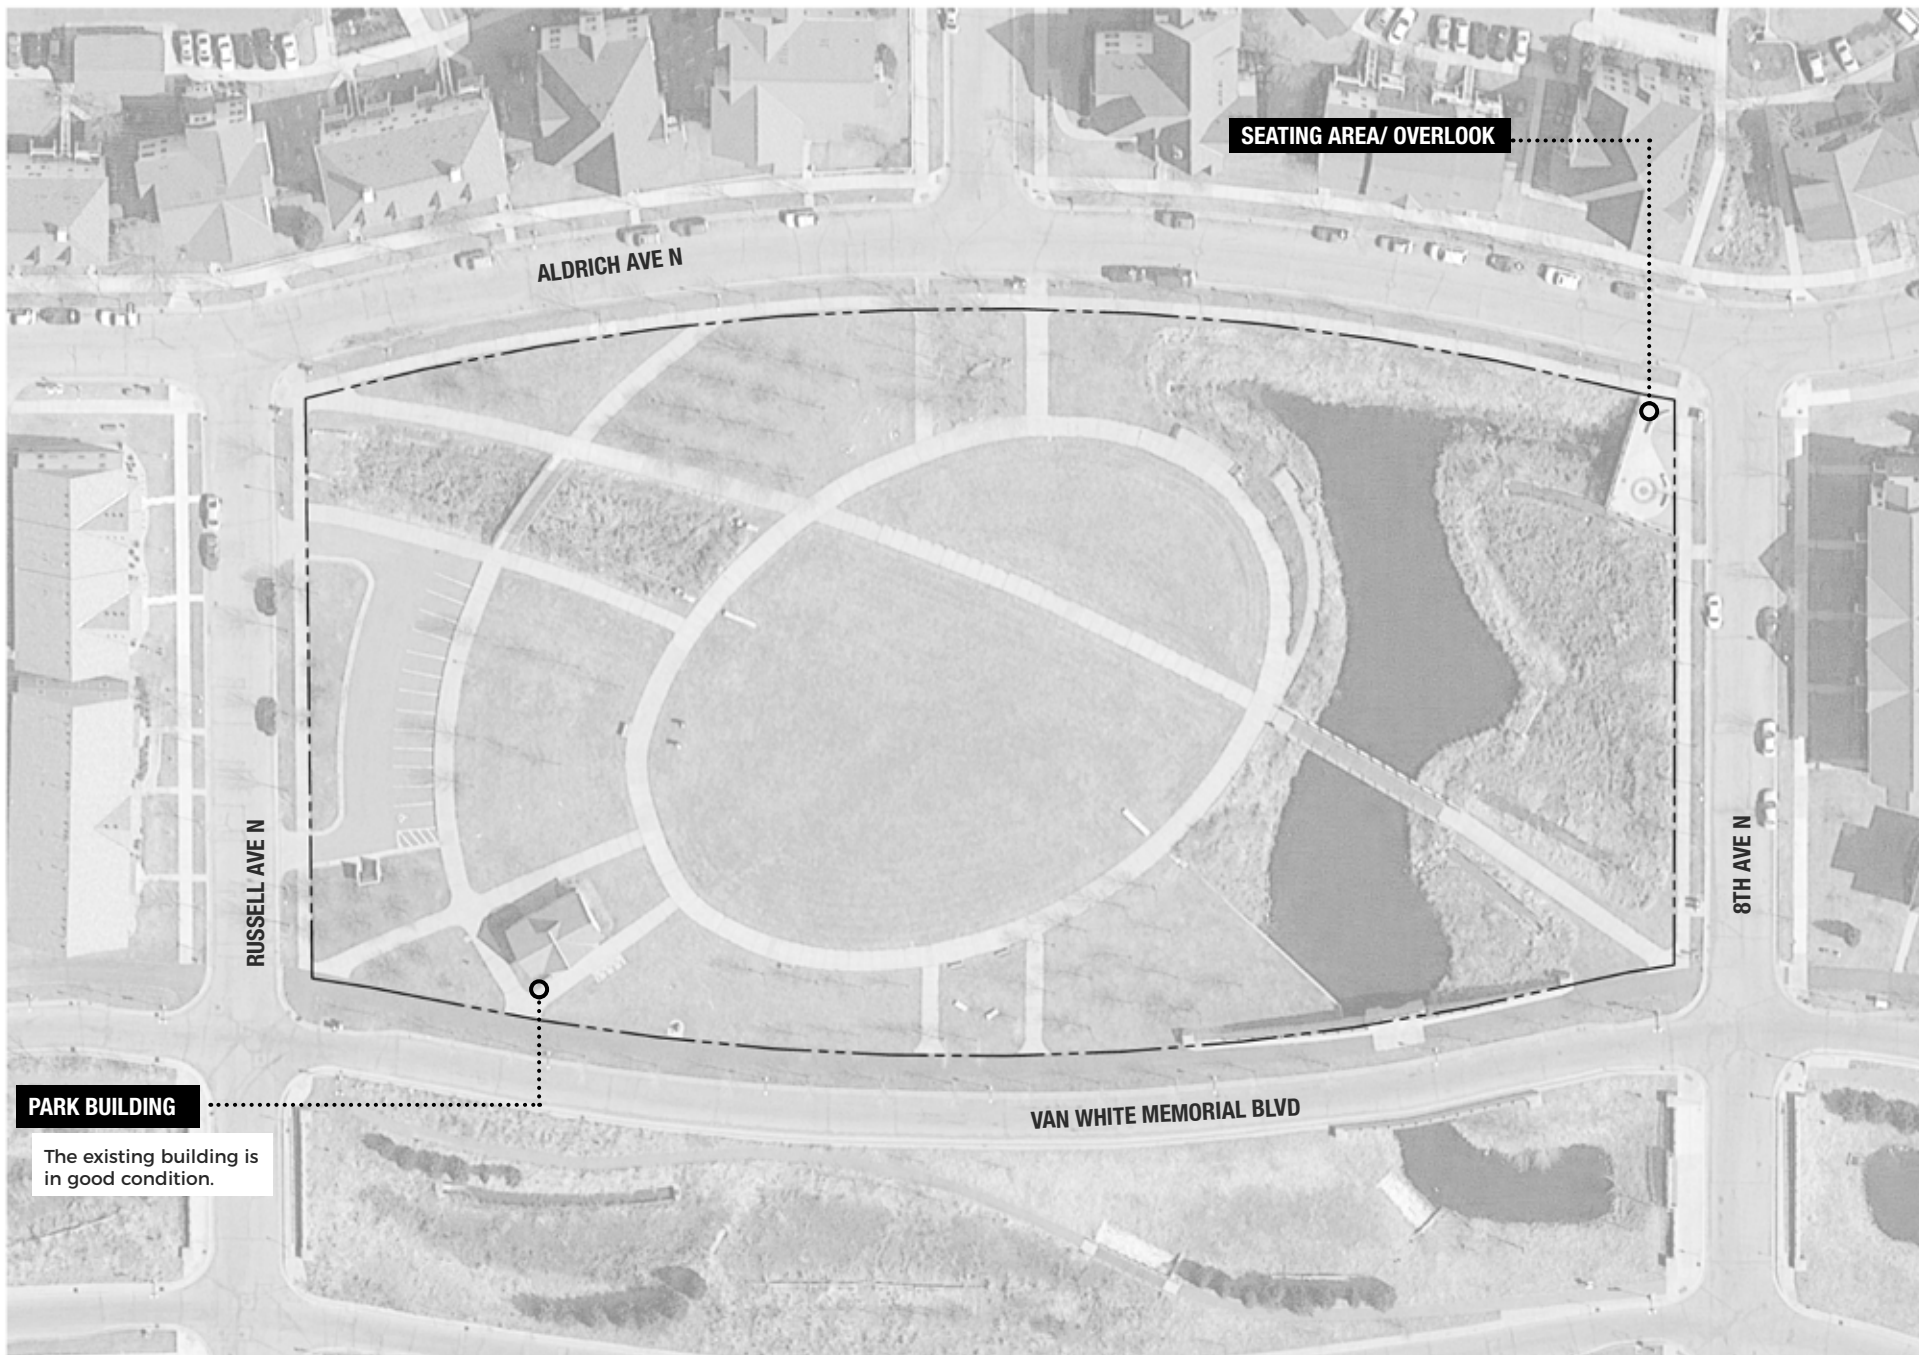 SEATING AREA/ OVERLOOK
ALDRICH AVE N
RUSSELL AVE N
8TH AVE N
PARK BUILDING
The existing building is
in good condition.
VAN WHITE MEMORIAL BLVD